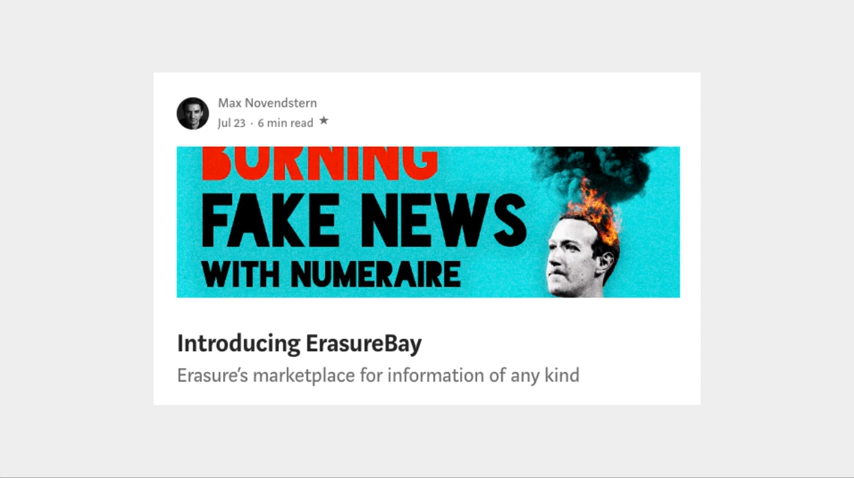 Max Novendstern
Jul 23 · 6 min read ★
BURNING
FAKE NEWS
WITH NUMERAIRE
Introducing ErasureBay
Erasure’s marketplace for information of any kind